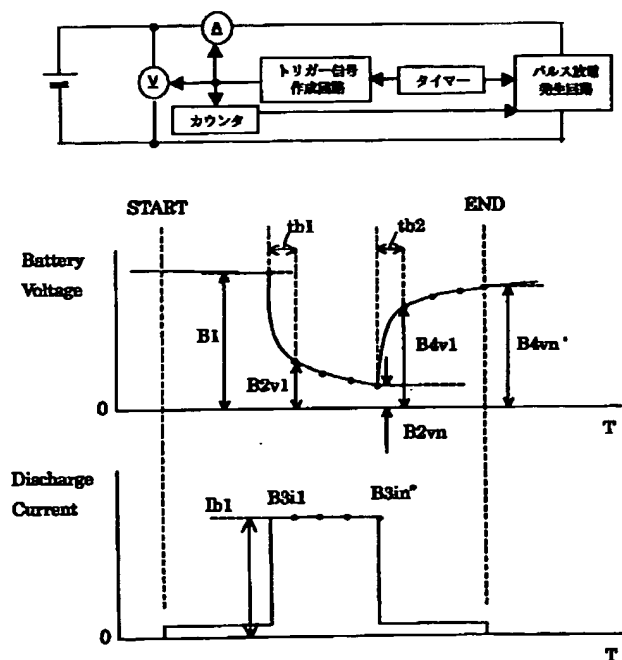 A
V
トリガー信号
作成回路
タイマー
パルス放電
発生回路
カウンタ
START
END
tb1
tb2
Battery
Voltage
B1
B2v1
B4v1
B4vn"
B2vn
0
T
Discharge
Current
Ib1
B3i1
B3in"
0
T